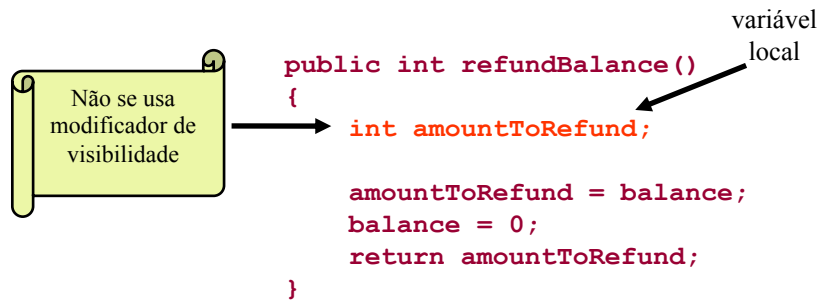 variável
local
Não se usa
modificador de
visibilidade
public int refundBalance()
{
int amountToRefund;
amountToRefund = balance;
balance = 0;
return amountToRefund;
}